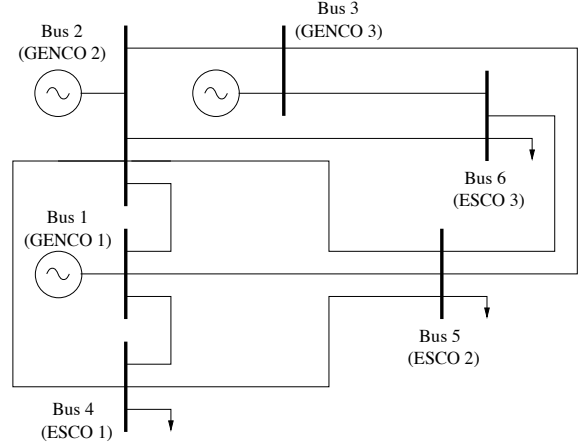 Bus 3
(GENCO 3)
Bus 2
(GENCO 2)
Bus 6
(ESCO 3)
Bus 1
(GENCO 1)
Bus 5
(ESCO 2)
Bus 4
(ESCO 1)